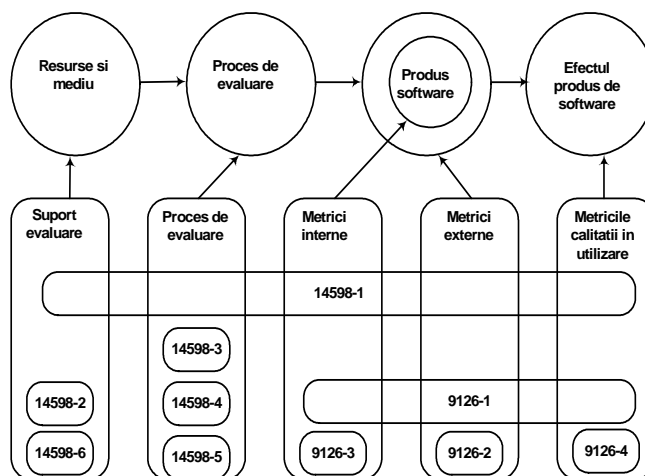 Resurse si
mediu
Proces de
evaluare
Produs
software
Efectul
produs de
software
Suport
evaluare
Proces de
evaluare
Metrici
interne
Metrici
externe
Metricile
calitatii in
utilizare
14598-1
14598-3
14598-2
14598-4
9126-1
14598-6
14598-5
9126-3
9126-2
9126-4